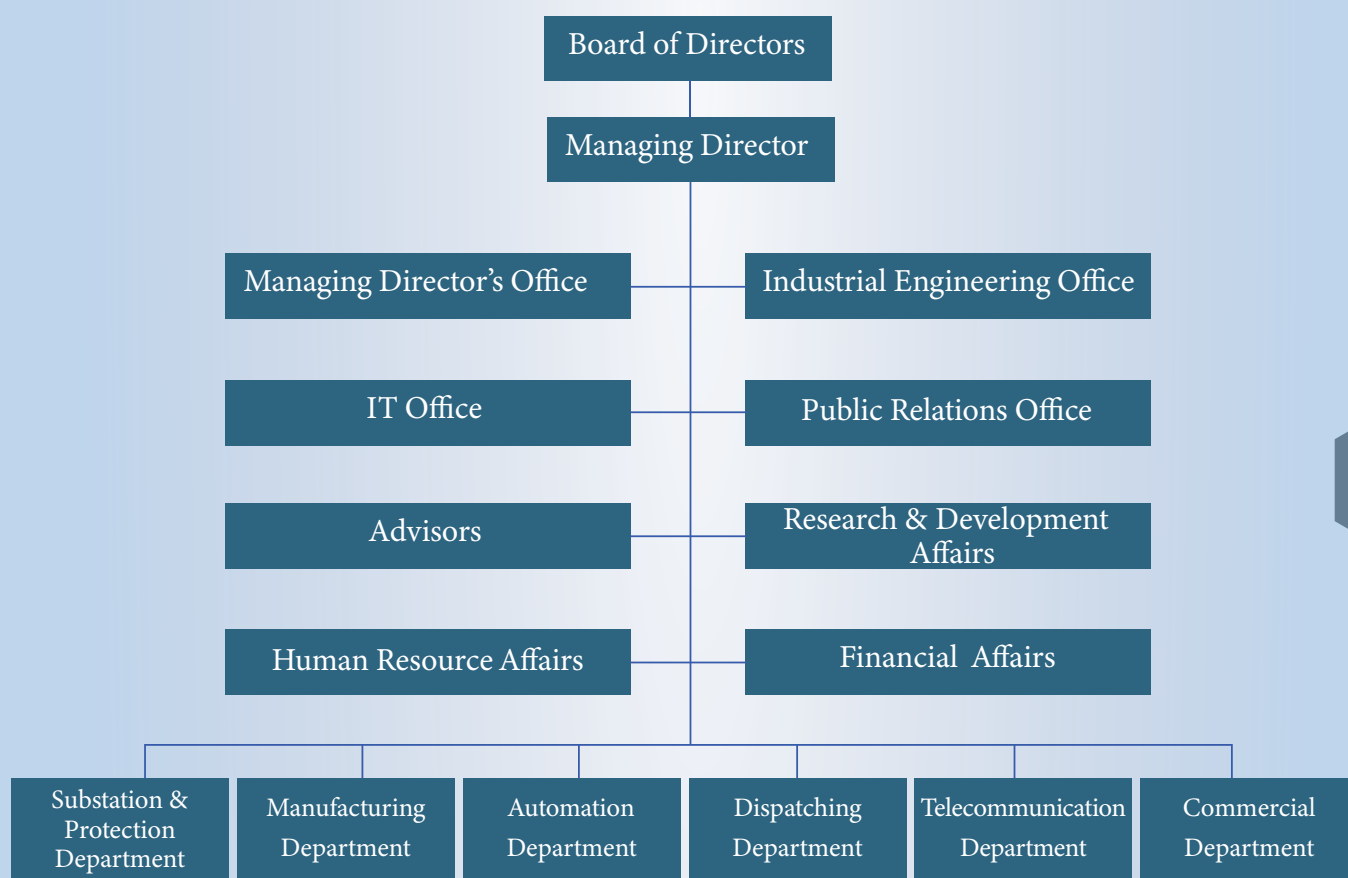 Board of Directors
Managing Director
Managing Director’s Office
Industrial Engineering Office
IT Office
Public Relations Office
Advisors
Research & Development
Affairs
Human Resource Affairs
Financial Affairs
Substation &
Protection
Department
Manufacturing
Department
Automation
Department
Dispatching
Department
Telecommunication
Department
Commercial
Department